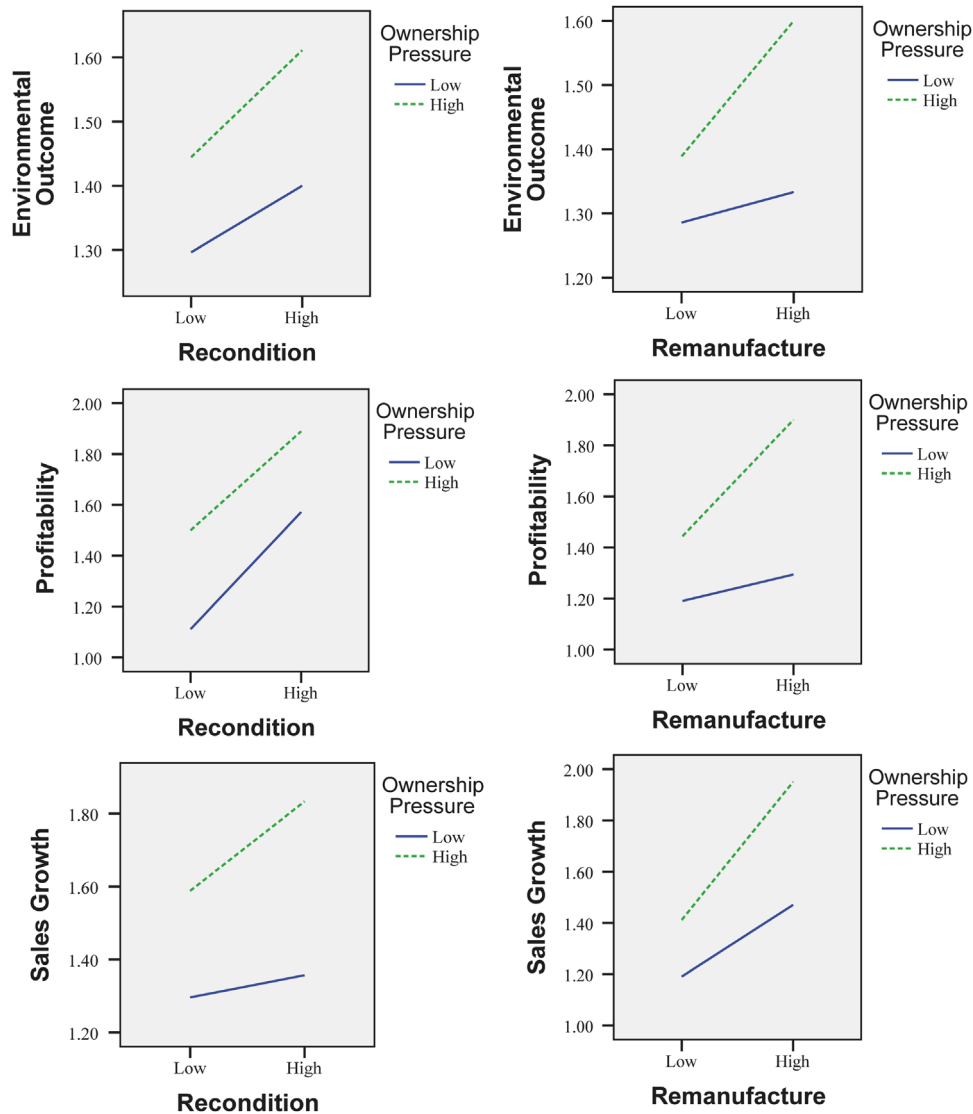 Environmental
Outcome
1.60
1.50
1.40
1.30
Low
High
Recondition
Ownership
Pressure
Low
High
Environmental
Outcome
1.60
1.50
1.40
1.30
1.20
Low
High
Remanufacture
Ownership
Pressure
Low
High
Profitability
2.00
1.80
1.60
1.40
1.20
1.00
Low
High
Recondition
Ownership
Pressure
Low
High
Profitability
2.00
1.80
1.60
1.40
1.20
1.00
Low
High
Remanufacture
Ownership
Pressure
Low
High
Sales Growth
1.80
1.60
1.40
1.20
Low
High
Recondition
Ownership
Pressure
Low
High
Sales Growth
2.00
1.80
1.60
1.40
1.20
1.00
Low
High
Remanufacture
Ownership
Pressure
Low
High